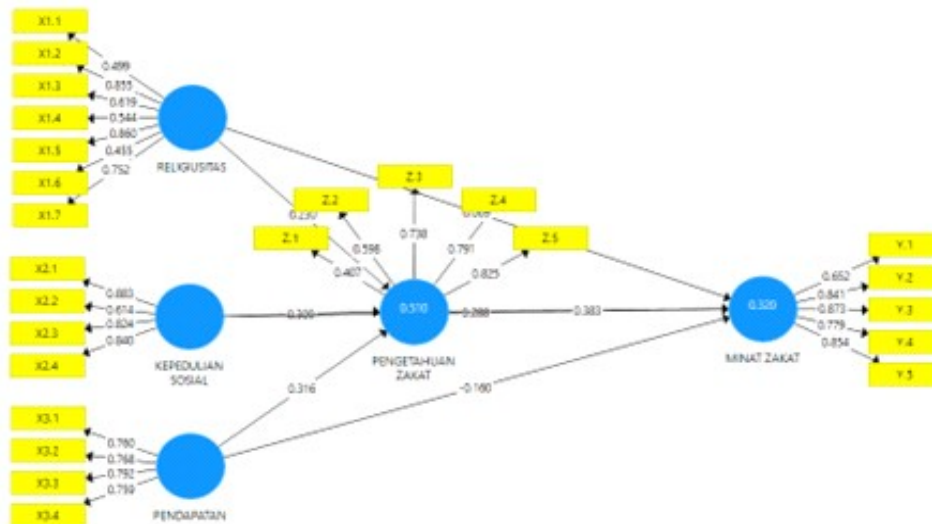 X1.1
X1.2
X1.3
X1.4
X1.5
X1.6
X1.7
0.855
0.619
0.544
0.860
0.455
0.752
RELIGIUSITAS
0.230
Z.1
Z.2
Z.3
Z.4
Z.5
0.407
0.598
0.738
0.791
0.825
X2.1
X2.2
X2.3
X2.4
0.883
0.614
0.824
0.840
KEPEDULIAN
SOSIAL
0.510
PENGETAHUAN
ZAKAT
0.383
0.316
-0.160
0.320
MINAT ZAKAT
Y.1
Y.2
Y.3
Y.4
Y.5
0.652
0.841
0.873
0.779
0.854
X3.1
X3.2
X3.3
X3.4
0.760
0.768
0.792
PENDAPATAN